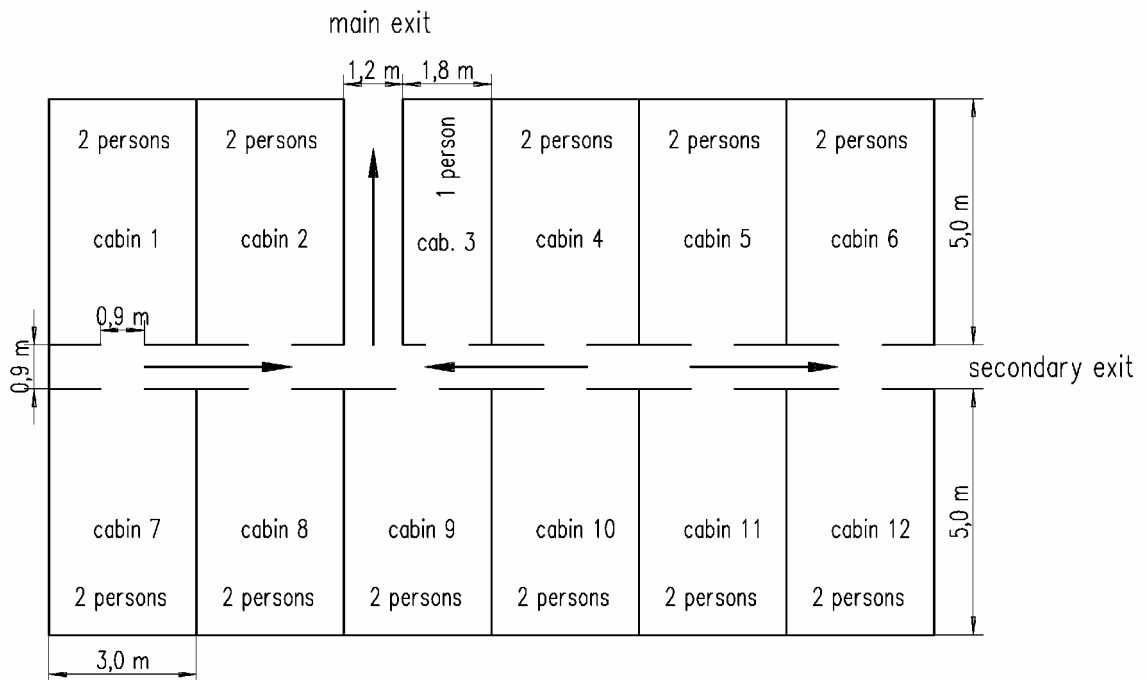 main exit
1,2 m 1,8 m
2 persons 2 persons 1 person 2 persons 2 persons 2 persons
cabin 1 cabin 2 cab. 3 cabin 4 cabin 5 cabin 6
5,0 m
0,9 m
0,9 m
secondary exit
cabin 7 cabin 8 cabin 9 cabin 10 cabin 11 cabin 12
5,0 m
2 persons 2 persons 2 persons 2 persons 2 persons 2 persons
3,0 m